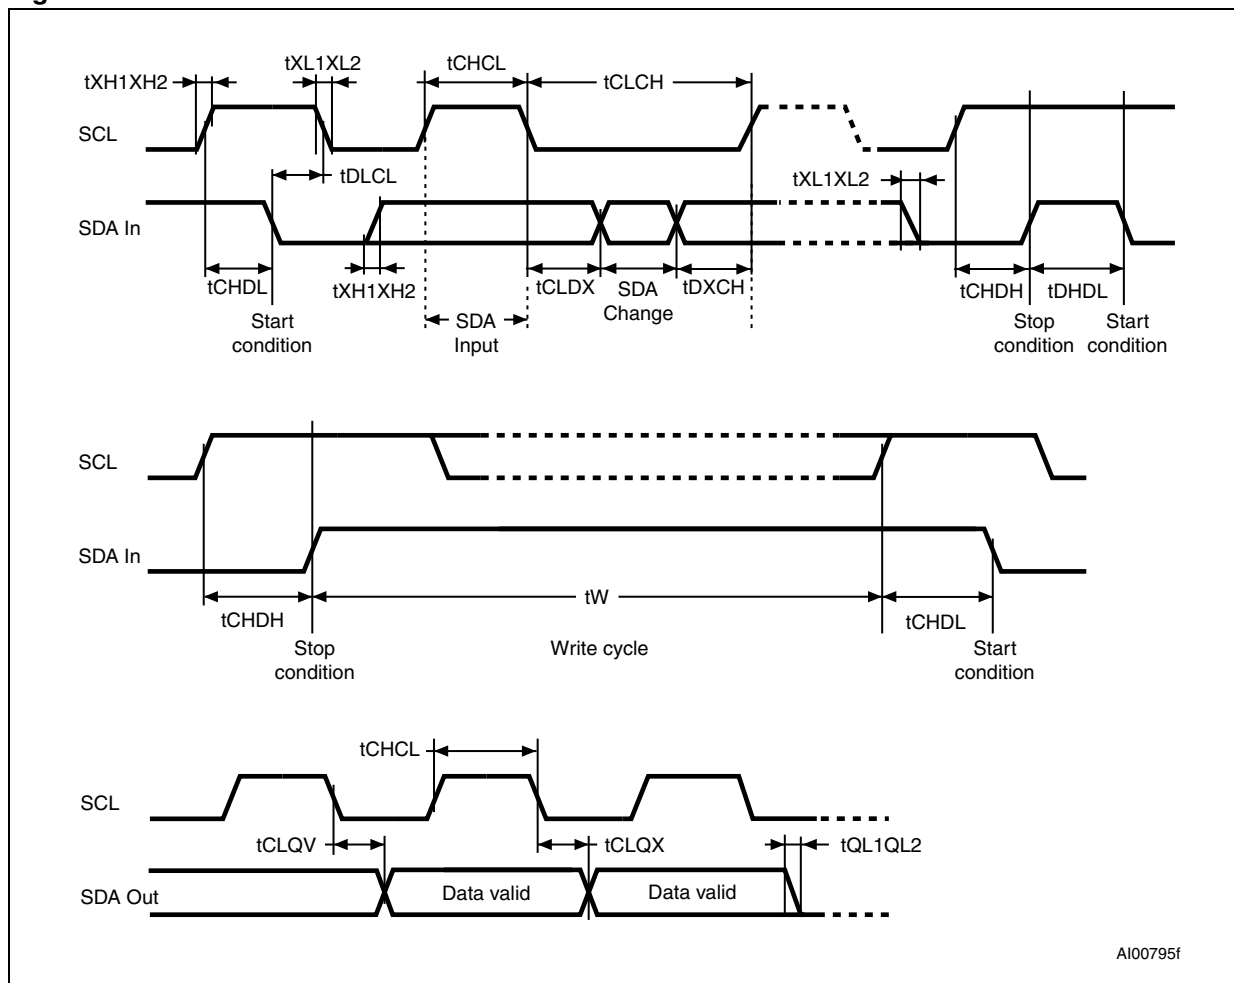 tXH1XH2
tXL1XL2
tCHCL
tCLCH
SCL
tDLCL
tXL1XL2
SDA In
tCHDL
tXH1XH2
tCLDX
SDA
Change
tDXCH
tCHDH
tDHDL
Start
condition
SDA
Input
Stop
condition
Start
condition
SCL
SDA In
tCHDH
tW
tCHDL
Stop
condition
Write cycle
Start
condition
tCHCL
SCL
tCLQV
tCLQX
tQL1QL2
SDA Out
Data valid
Data valid
AI00795f